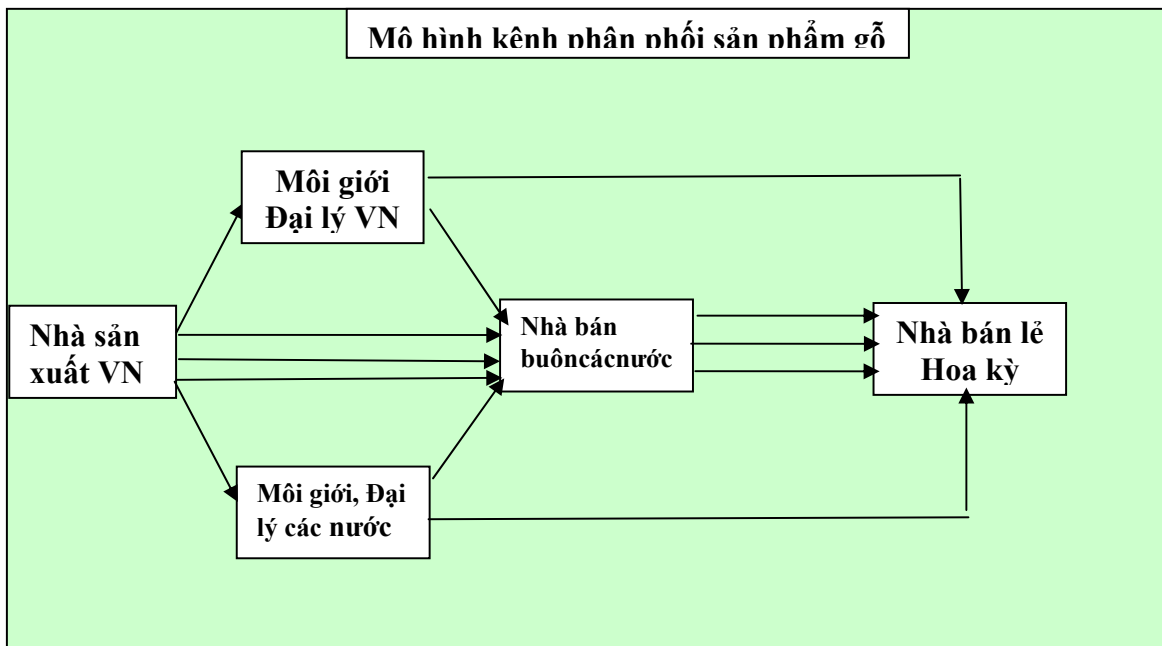 Mô hình kênh phân phối sản phẩm gỗ
Môi giới
Đại lý VN
Nhà sản
xuất VN
Nhà bán
buôncácnước
Nhà bán lẻ
Hoa kỳ
Môi giới, Đại
lý các nước